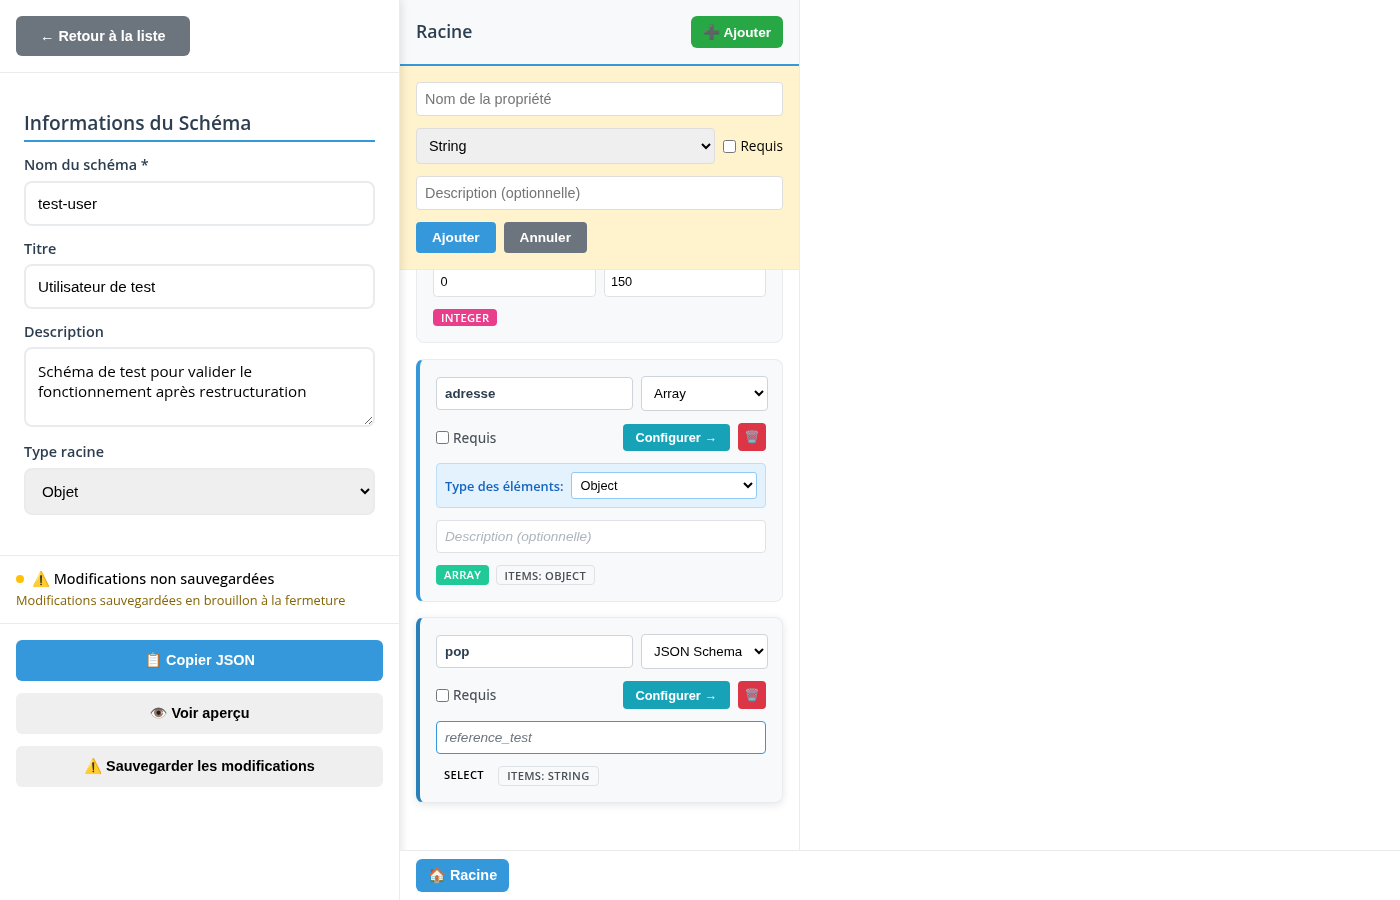 ← Retour à la liste
Informations du Schéma
Nom du schéma *
test-user
Titre
Utilisateur de test
Description
Schéma de test pour valider le
fonctionnement après restructuration
Type racine
Objet
⚠️ Modifications non sauvegardées
Modifications sauvegardées en brouillon à la fermeture
📋 Copier JSON
👁️ Voir aperçu
⚠️ Sauvegarder les modifications
Racine
➕ Ajouter
Nom de la propriété
String
Requis
Description (optionnelle)
Ajouter
Annuler
0
150
INTEGER
adresse
Array
Requis
Configurer →
🗑️
Type des éléments:
Object
Description (optionnelle)
ARRAY
ITEMS: OBJECT
pop
JSON Schema
Requis
Configurer →
🗑️
reference_test
SELECT
ITEMS: STRING
🏠 Racine